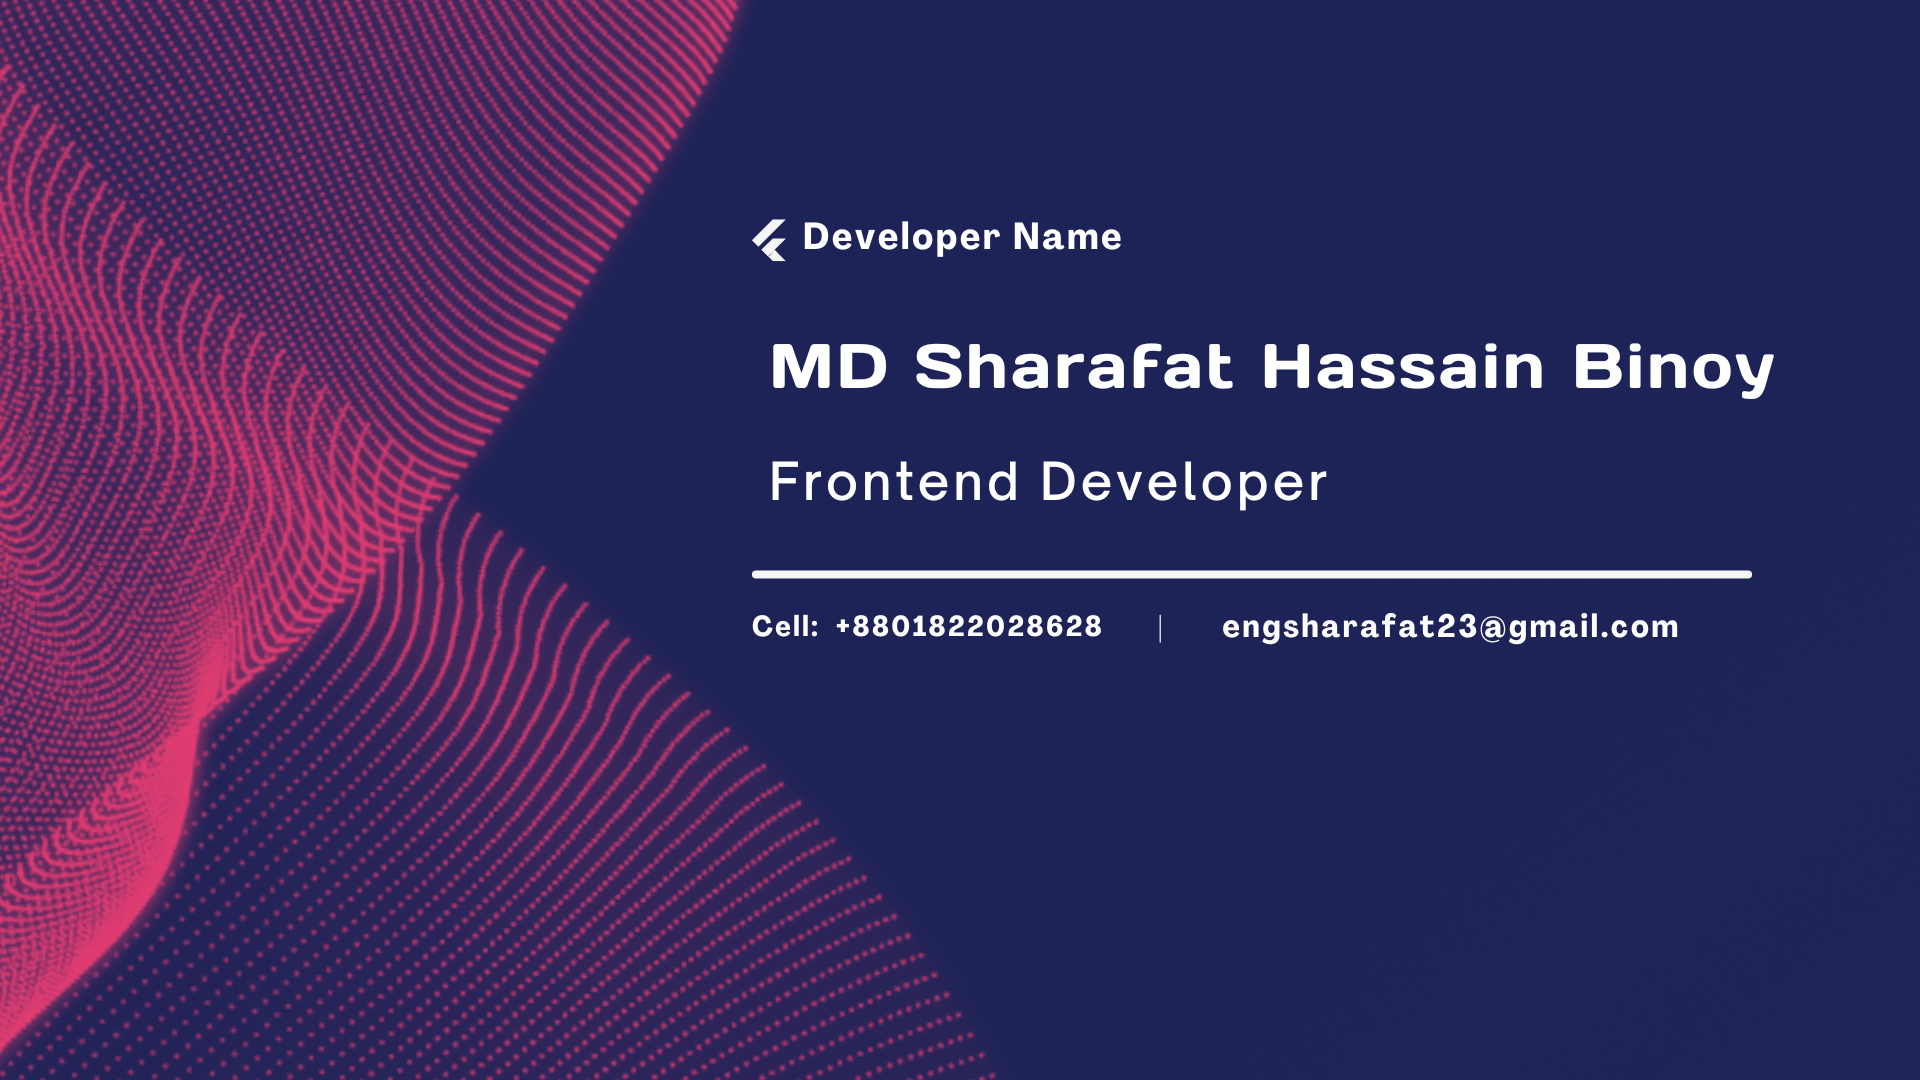 Developer Name
MD Sharafat Hassain Binoy
Frontend Developer
Cell: +8801822028628 | engsharafat23@gmail.com